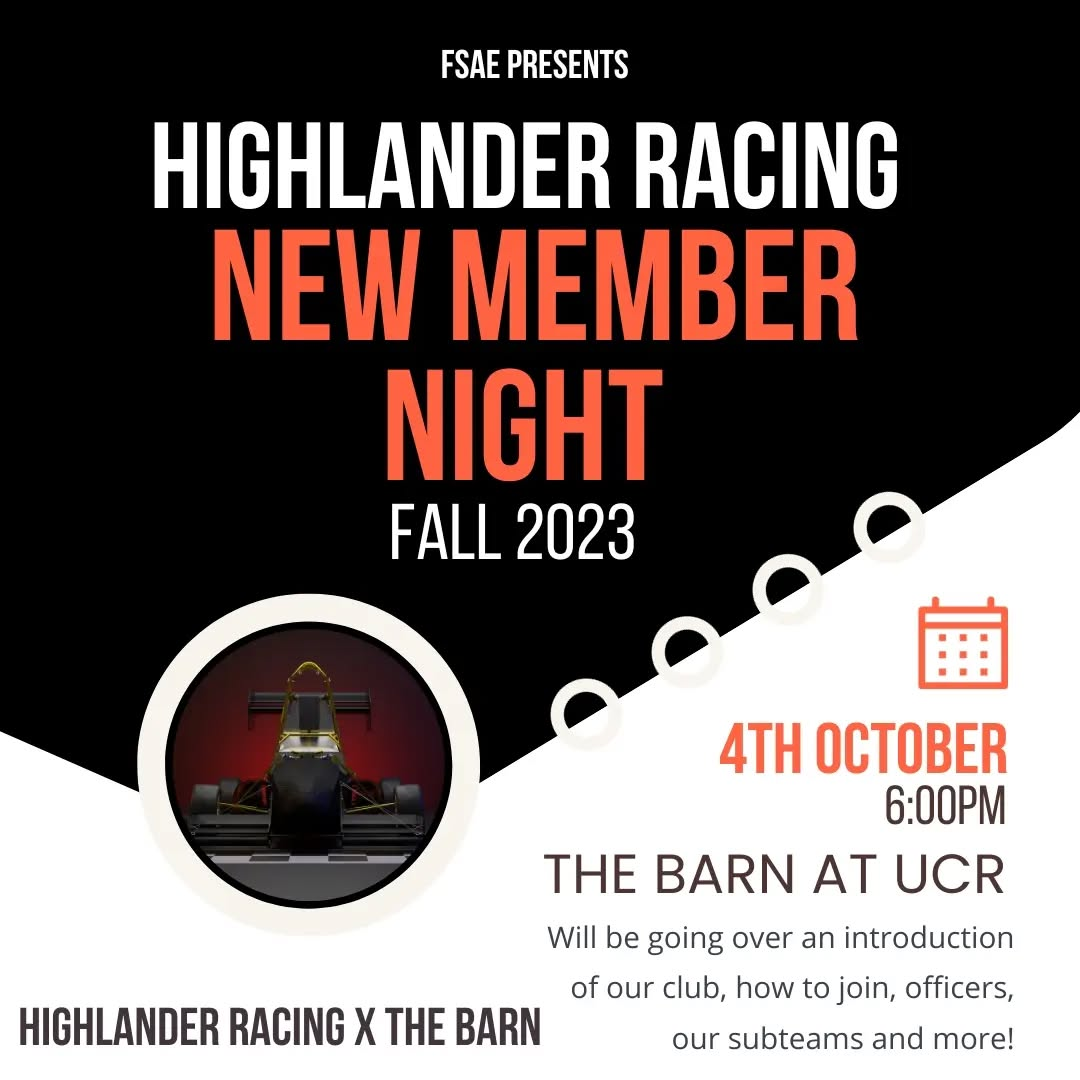 FSAE PRESENTS
HIGHLANDER RACING
NEW MEMBER
NIGHT
FALL 2023
4TH OCTOBER
6:00PM
THE BARN AT UCR
Will be going over an introduction
of our club, how to join, officers,
our subteams and more!
HIGHLANDER RACING X THE BARN